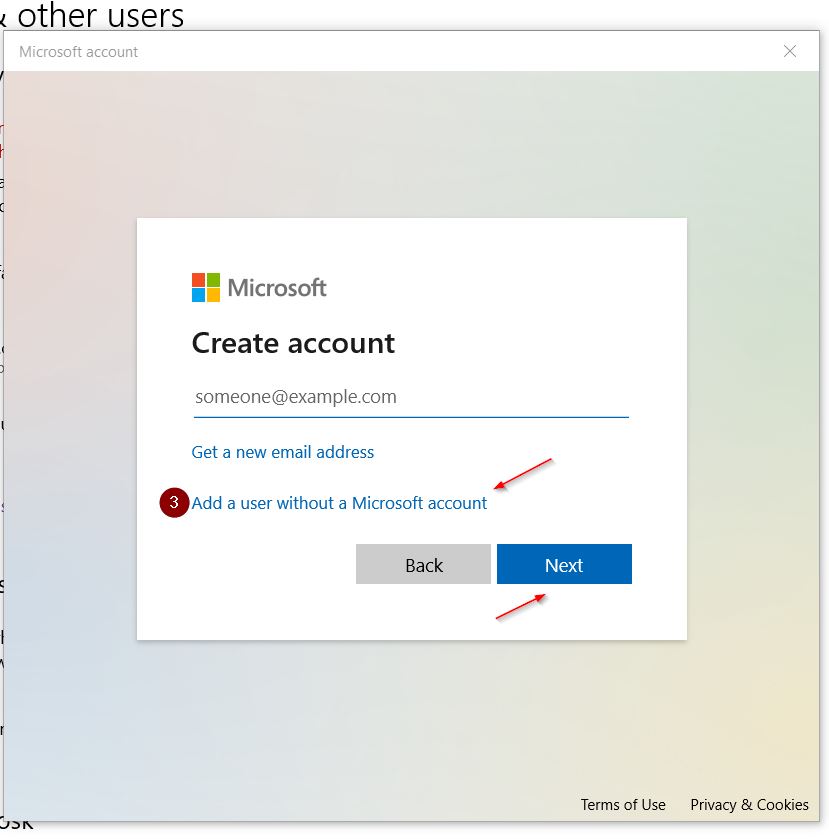 & other users
Microsoft account
Microsoft
Create account
someone@example.com
Get a new email address
3 Add a user without a Microsoft account
Back Next
Terms of Use Privacy & Cookies